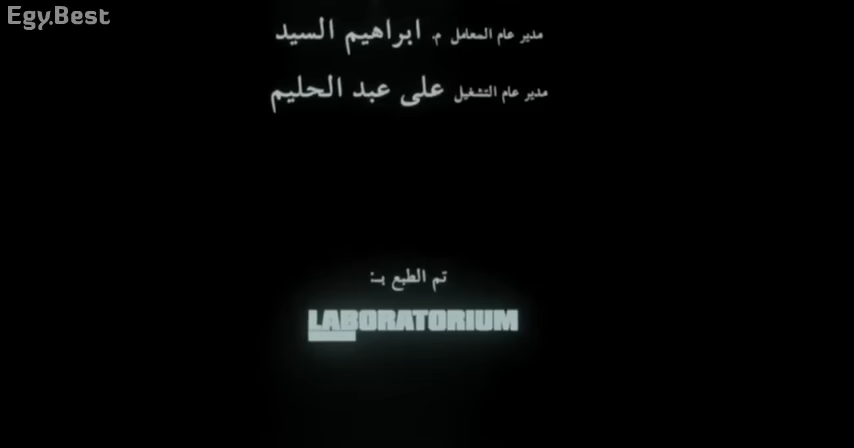 Egy.Best
مدير عام المعامل م. ابراهيم السيد
مدير عام التشغيل على عبد الحليم
تم الطبع بـ:
LABORATORIUM